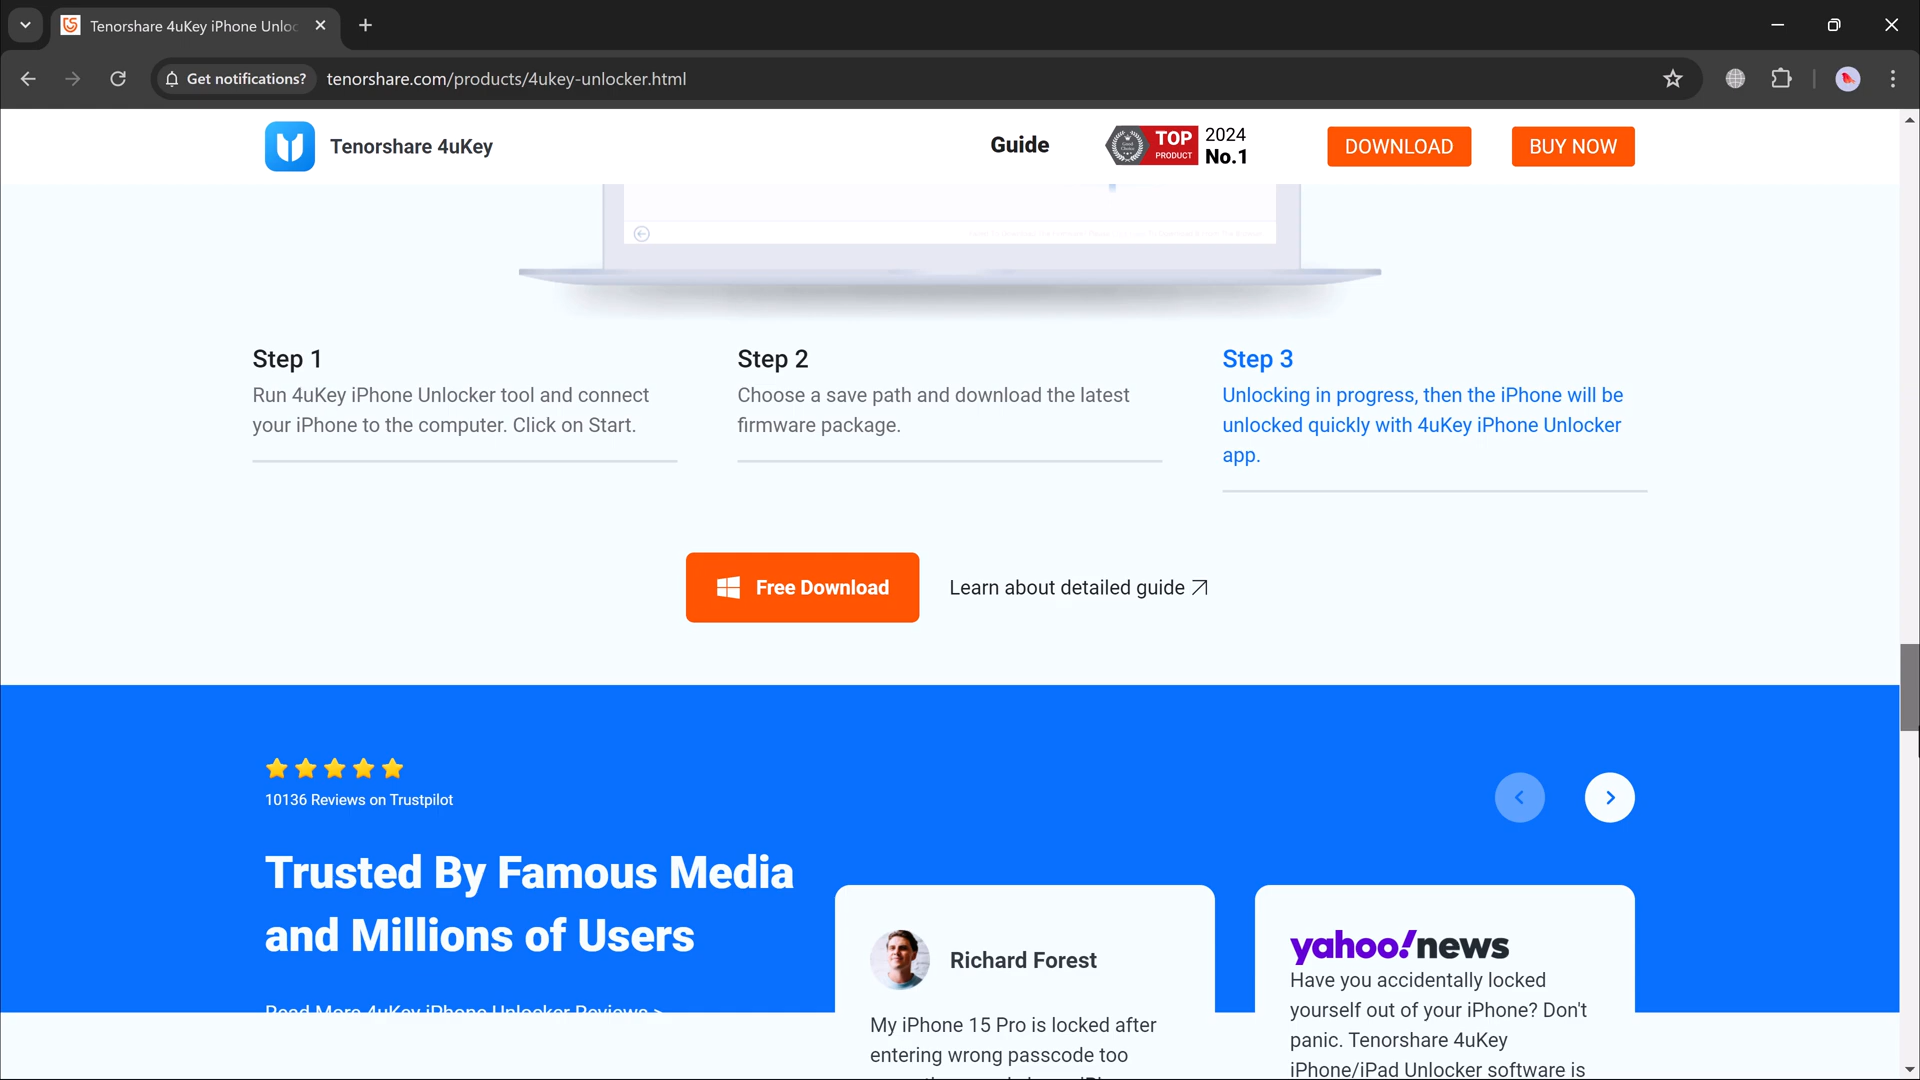 Tenorshare 4uKey iPhone Unloc
Get notifications?
tenorshare.com/products/4ukey-unlocker.html
Tenorshare 4uKey
Guide
TOP
PRODUCT
2024
No.1
DOWNLOAD
BUY NOW
Step 1
Run 4uKey iPhone Unlocker tool and connect
your iPhone to the computer. Click on Start.
Step 2
Choose a save path and download the latest
firmware package.
Step 3
Unlocking in progress, then the iPhone will be
unlocked quickly with 4uKey iPhone Unlocker
app.
Free Download
Learn about detailed guide
10136 Reviews on Trustpilot
Trusted By Famous Media
and Millions of Users
Read More 4uKey iPhone Unlocker Reviews >
Richard Forest
My iPhone 15 Pro is locked after
entering wrong passcode too
yahoo!news
Have you accidentally locked
yourself out of your iPhone? Don't
panic. Tenorshare 4uKey
iPhone/iPad Unlocker software is